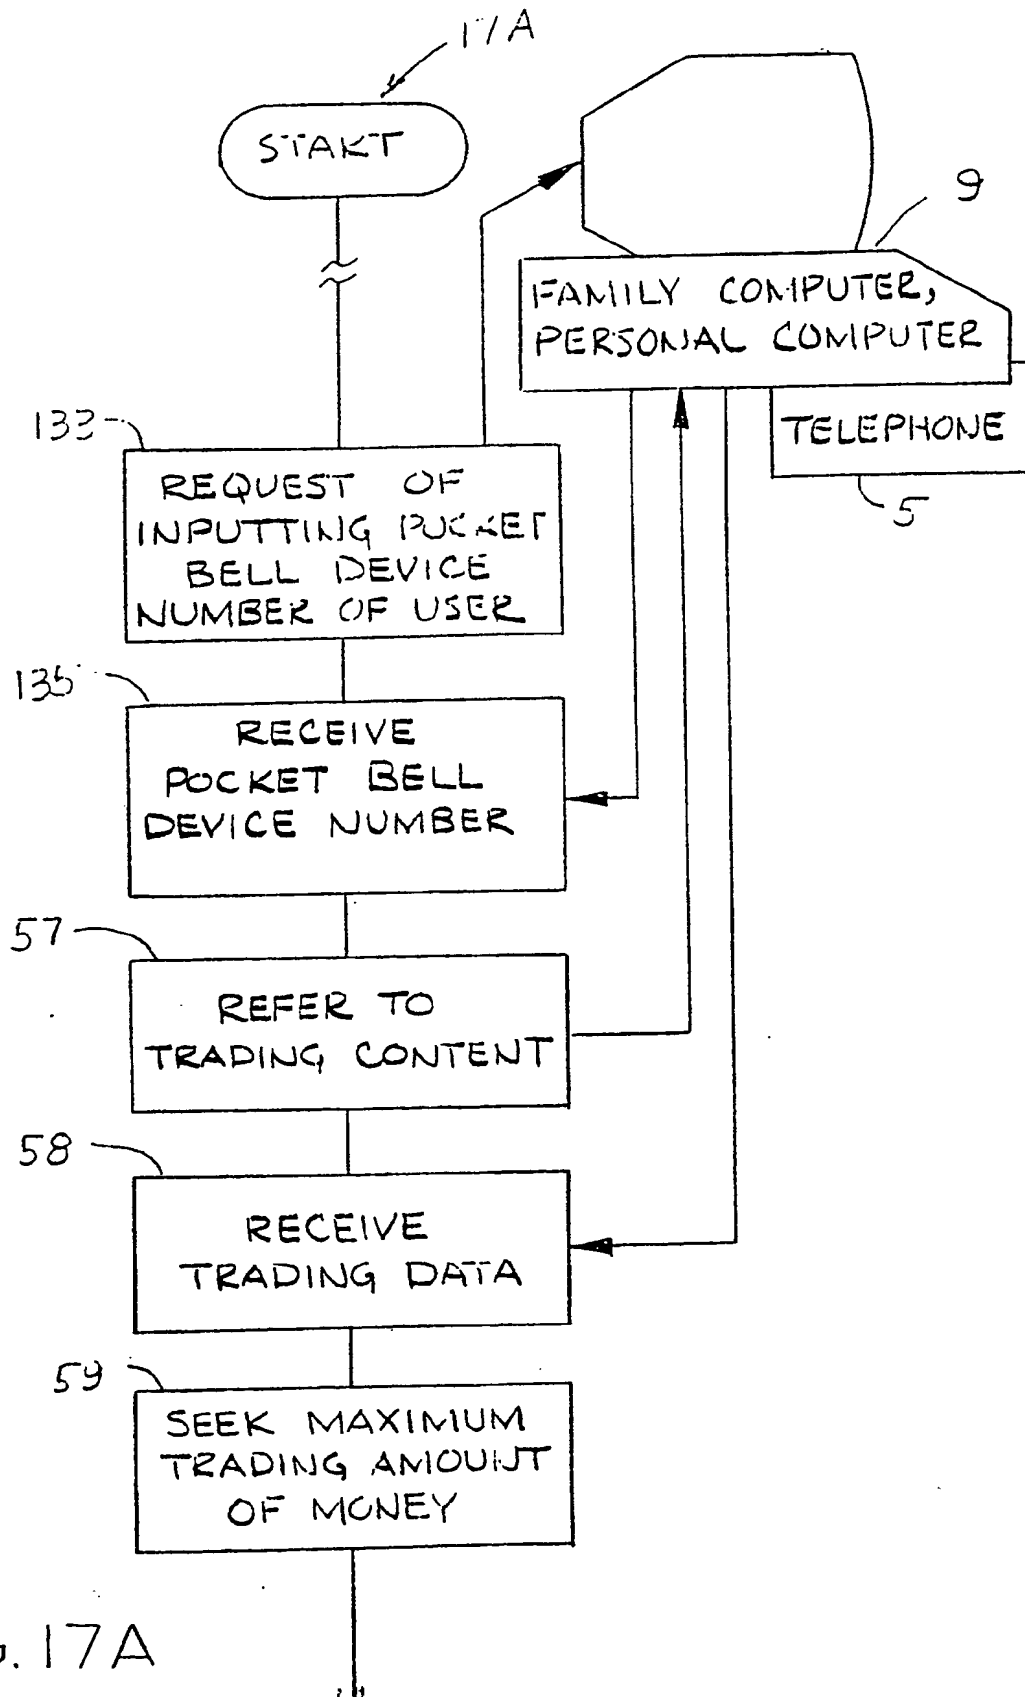 17A
START
9
FAMILY COMPUTER,
PERSONAL COMPUTER
133
TELEPHONE
5
REQUEST OF
INPUTTING POCKET
BELL DEVICE
NUMBER OF USER
135
RECEIVE
POCKET BELL
DEVICE NUMBER
57
REFER TO
TRADING CONTENT
58
RECEIVE
TRADING DATA
59
SEEK MAXIMUM
TRADING AMOUNT
OF MONEY
. 17A